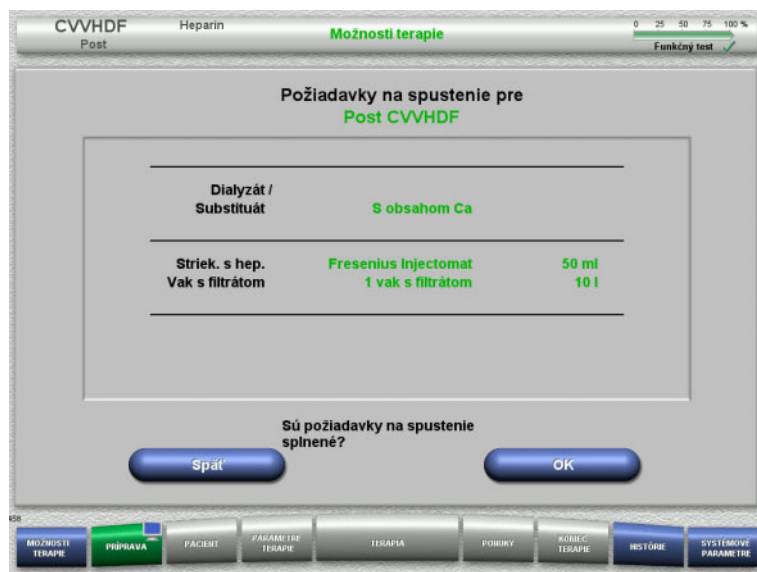 CVVHDF
Post
Heparin
Možnosti terapie
0 25 50 75 100 %
Funkčný test
Požiadavky na spustenie pre
Post CVVHDF
Dialyzát /
Substituát S obsahom Ca
Striek. s hep. Fresenius Injectomat 50 ml
Vak s filtrátom 1 vak s filtrátom 10 l
Sú požiadavky na spustenie
splnené?
Späť OK
MOŽNOSTI
TERAPIE
PRÍPRAVA
PACIENT
PARAMETRE
TERAPIE
TERAPIA
PONUKY
KONIEC
TERAPIE
HISTÓRIE
SYSTÉMOVÉ
PARAMETRE